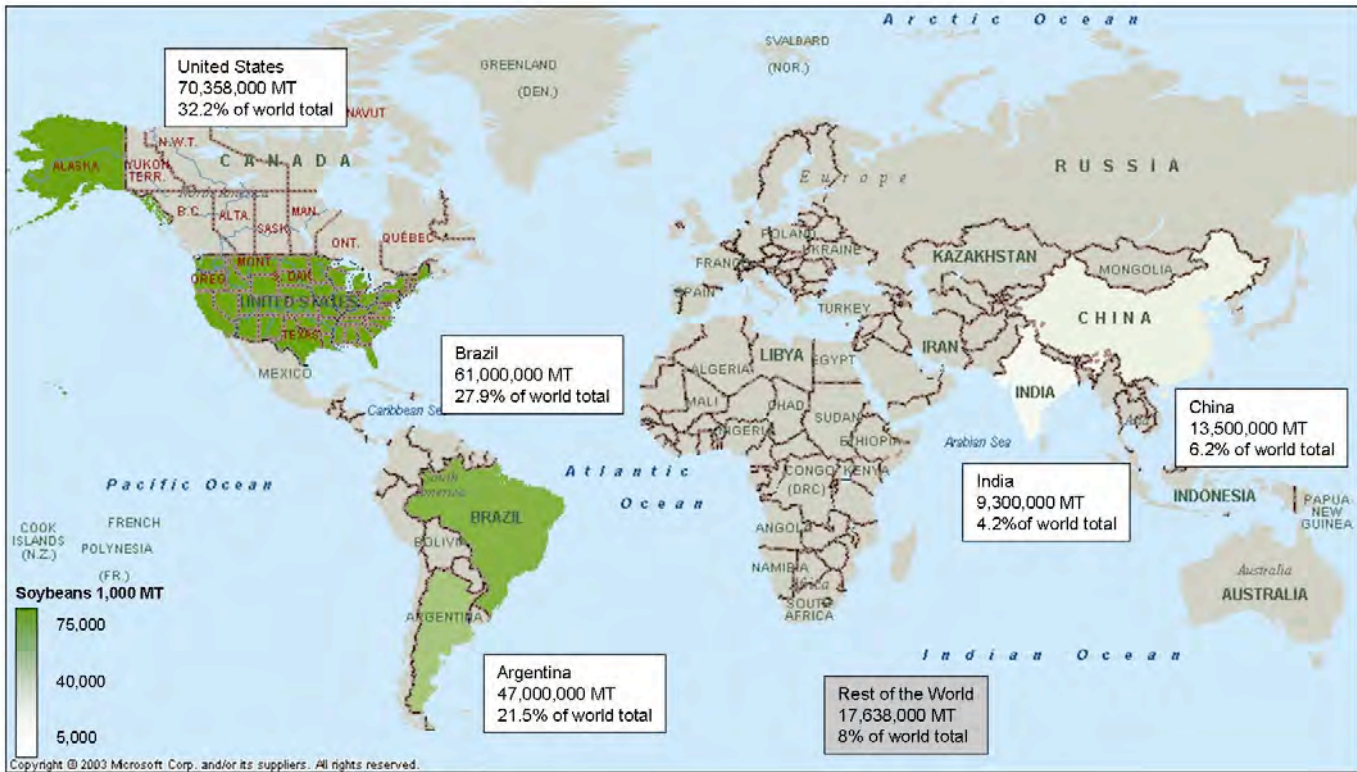 Arctic Ocean
SVALBARD
(NOR.)
GREENLAND
(DEN.)
United States
70,358,000 MT
32.2% of world total
NAVUT
N.W.T.
CANADA
ALASKA
YUKON
TERR.
North America
B.C.
ALTA.
SASK.
MAN.
ONT.
QUÉBEC
MONT.
OREG.
S. DAK.
UNITED STATES
TEXAS
MEXICO
Europe
RUSSIA
POLAND
UKRAINE
FRANCE
SPAIN
TURKEY
KAZAKHSTAN
MONGOLIA
CHINA
IRAN
INDIA
Asia
Brazil
61,000,000 MT
27.9% of world total
Caribbean Sea
ALGERIA
LIBYA
EGYPT
MALI
CHAD
SUDAN
NIGERIA
ETHIOPIA
CONGO
(DRC)
KENYA
ANGOLA
NAMIBIA
Africa
SOUTH
AFRICA
Arabian Sea
China
13,500,000 MT
6.2% of world total
India
9,300,000 MT
4.2%of world total
INDONESIA
PAPUA
NEW
GUINEA
Australia
AUSTRALIA
Atlantic
Ocean
Pacific Ocean
South
America
BRAZIL
BOLIVIA
ARGENTINA
COOK
ISLANDS
(N.Z.)
FRENCH
POLYNESIA
(FR.)
Soybeans 1,000 MT
75,000
40,000
5,000
Argentina
47,000,000 MT
21.5% of world total
Indian Ocean
Rest of the World
17,638,000 MT
8% of world total
Copyright © 2003 Microsoft Corp. and/or its suppliers. All rights reserved.